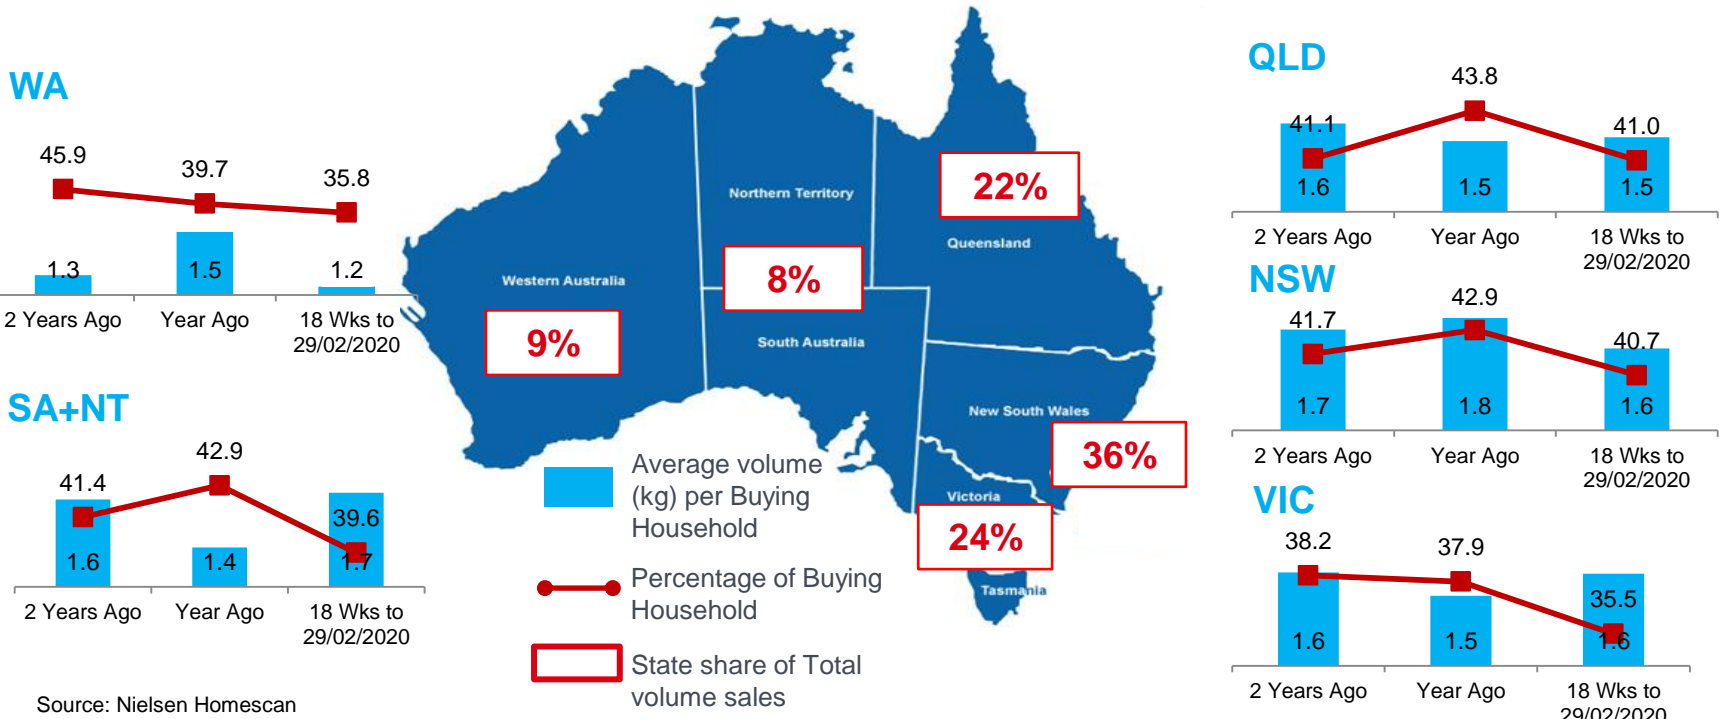 WA
45.9
39.7
35.8
1.3
1.5
1.2
2 Years Ago
Year Ago
18 Wks to
29/02/2020
SA+NT
41.4
42.9
39.6
1.6
1.4
1.7
2 Years Ago
Year Ago
18 Wks to
29/02/2020
Source: Nielsen Homescan
Northern Territory
22%
Queensland
Western Australia
8%
9%
South Australia
New South Wales
36%
Victoria
24%
Tasmania
Average volume
(kg) per Buying
Household
Percentage of Buying
Household
State share of Total
volume sales
QLD
41.1
43.8
41.0
1.6
1.5
1.5
2 Years Ago
Year Ago
18 Wks to
29/02/2020
NSW
41.7
42.9
40.7
1.7
1.8
1.6
2 Years Ago
Year Ago
18 Wks to
29/02/2020
VIC
38.2
37.9
35.5
1.6
1.5
1.6
2 Years Ago
Year Ago
18 Wks to
29/02/2020